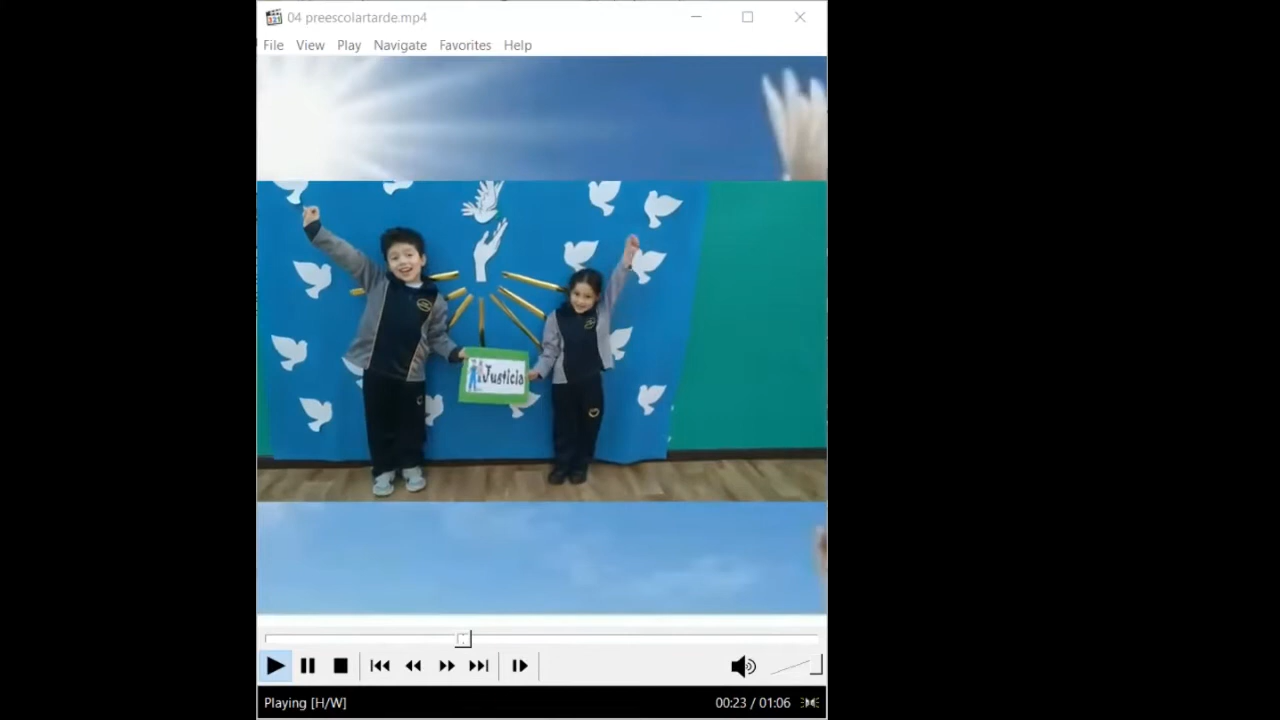 04 preescolartarde.mp4
File View Play Navigate Favorites Help
Justicia
Playing [H/W]
00:23 / 01:06